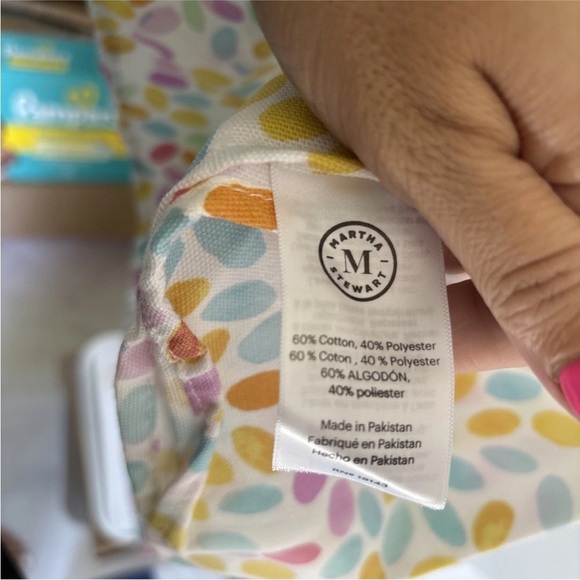 Pampers
MARTHA
M
STEWART
60% Cotton, 40% Polyester
60 % Coton , 40 % Polyester
60% ALGODÓN,
40% poliester
Made in Pakistan
Fabriqué en Pakistan
Hecho en Pakistan